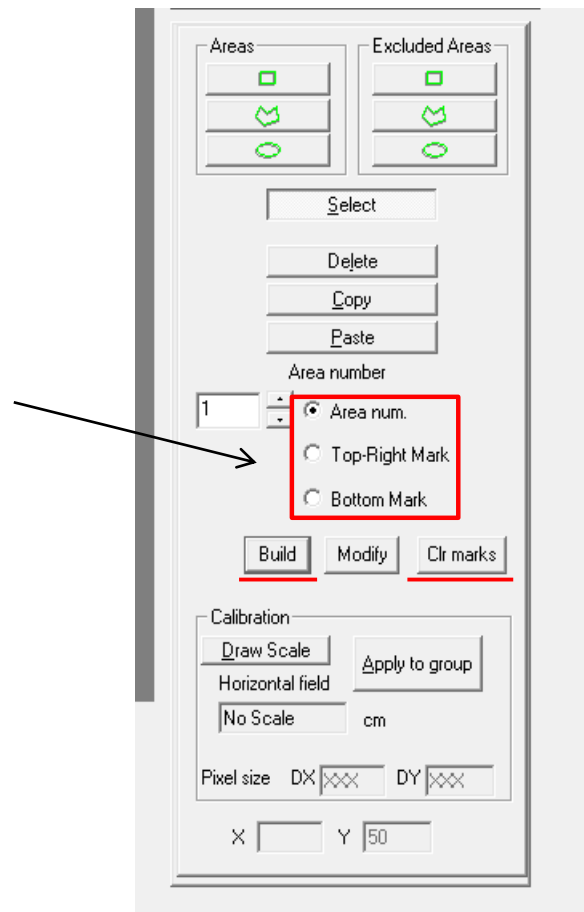 Areas Excluded Areas
Select
Delete
Copy
Paste
Area number
1 Area num.
Top-Right Mark
Bottom Mark
Build Modify Clr marks
Calibration
Draw Scale Apply to group
Horizontal field
No Scale cm
Pixel size DX XXX DY XXX
X Y 50